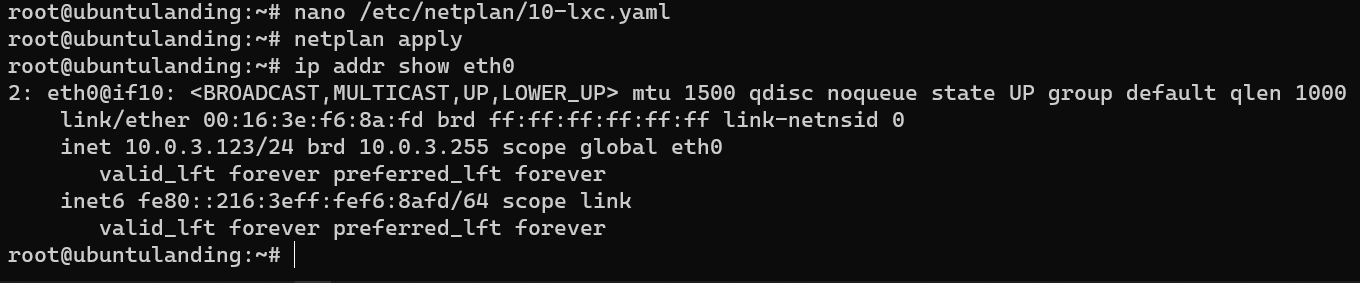 root@ubuntulanding:~# nano /etc/netplan/10-lxc.yaml
root@ubuntulanding:~# netplan apply
root@ubuntulanding:~# ip addr show eth0
2: eth0@if10: <BROADCAST,MULTICAST,UP,LOWER_UP> mtu 1500 qdisc noqueue state UP group default qlen 1000
    link/ether 00:16:3e:f6:8a:fd brd ff:ff:ff:ff:ff:ff link-netnsid 0
    inet 10.0.3.123/24 brd 10.0.3.255 scope global eth0
       valid_lft forever preferred_lft forever
    inet6 fe80::216:3eff:fef6:8afd/64 scope link
       valid_lft forever preferred_lft forever
root@ubuntulanding:~#